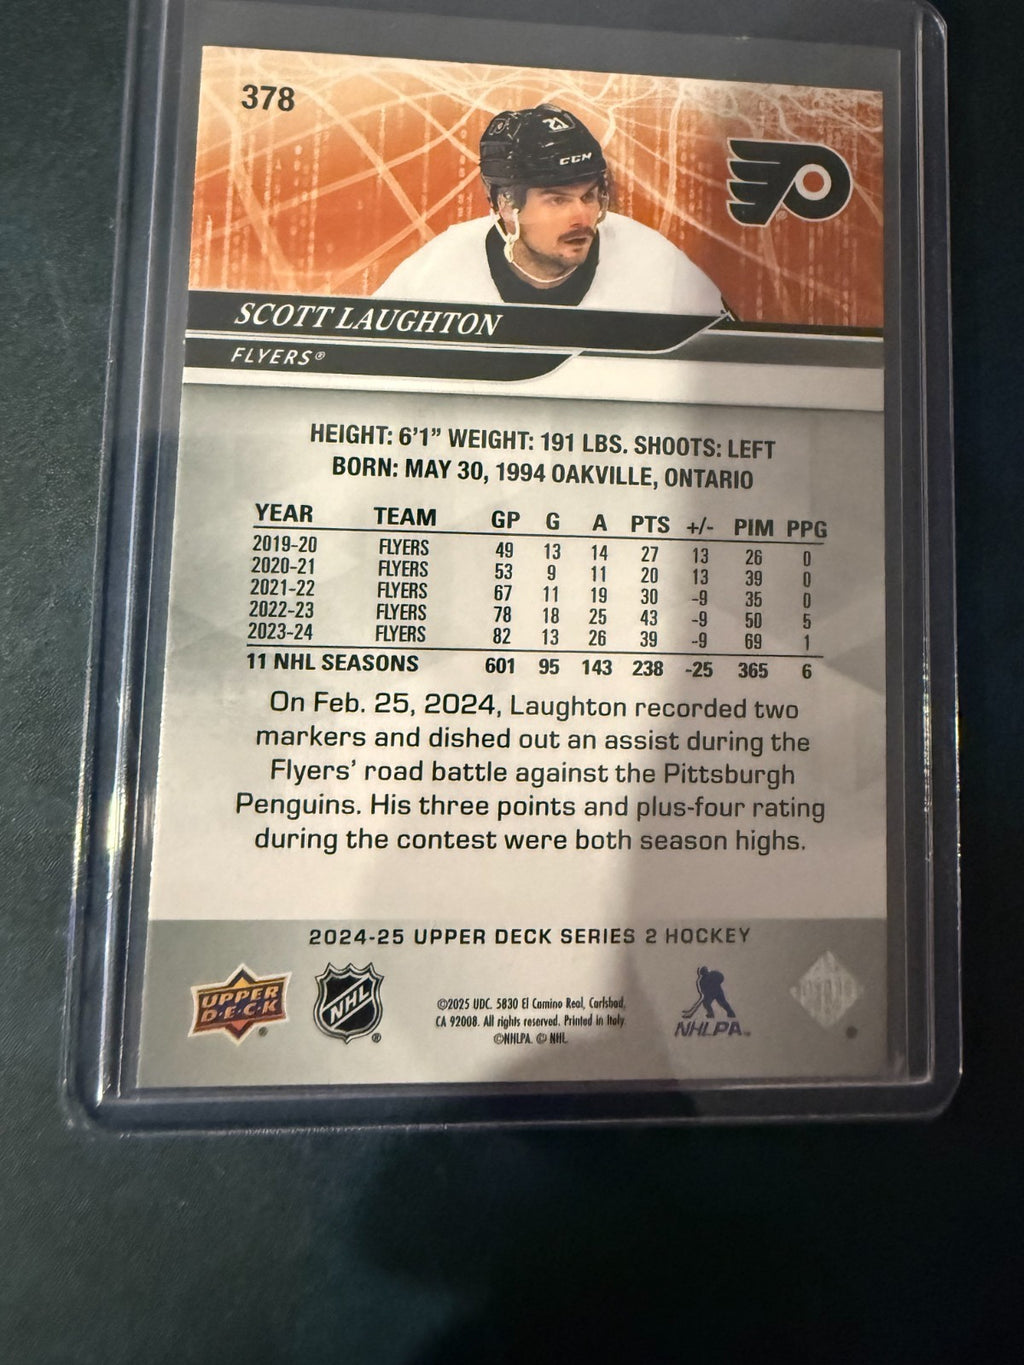 378
21
CCM
SCOTT LAUGHTON
FLYERS®
HEIGHT: 6'1" WEIGHT: 191 LBS. SHOOTS: LEFT
BORN: MAY 30, 1994 OAKVILLE, ONTARIO
YEAR TEAM GP G A PTS +/- PIM PPG
2019-20 FLYERS 49 13 14 27 13 26 0
2020-21 FLYERS 53 9 11 20 13 39 0
2021-22 FLYERS 67 11 19 30 -9 35 0
2022-23 FLYERS 78 18 25 43 -9 50 5
2023-24 FLYERS 82 13 26 39 -9 69 1
11 NHL SEASONS 601 95 143 238 -25 365 6
On Feb. 25, 2024, Laughton recorded two
markers and dished out an assist during the
Flyers' road battle against the Pittsburgh
Penguins. His three points and plus-four rating
during the contest were both season highs.
2024-25 UPPER DECK SERIES 2 HOCKEY
UPPER
D·E·C·K
®
NHL
®
©2025 UDC. 5830 El Camino Real, Carlsbad,
CA 92008. All rights reserved. Printed in Italy
©NHLPA. © NHL.
NHLPA™